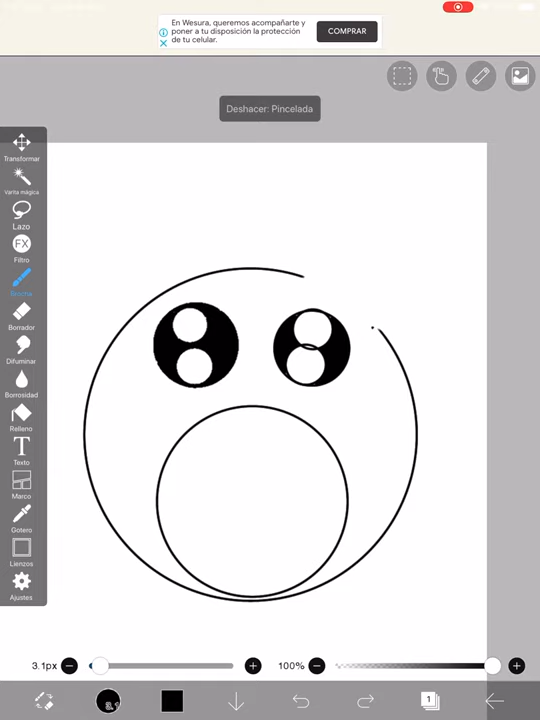 En Wesura, queremos acompañarte y
poner a tu disposición la protección
de tu celular.
COMPRAR
Deshacer: Pincelada
Transformar
Varita mágica
Lazo
FX
Filtro
Brocha
Borrador
Difuminar
Borrosidad
Relleno
T
Texto
Marco
Gotero
Lienzos
Ajustes
3.1px
100%
1